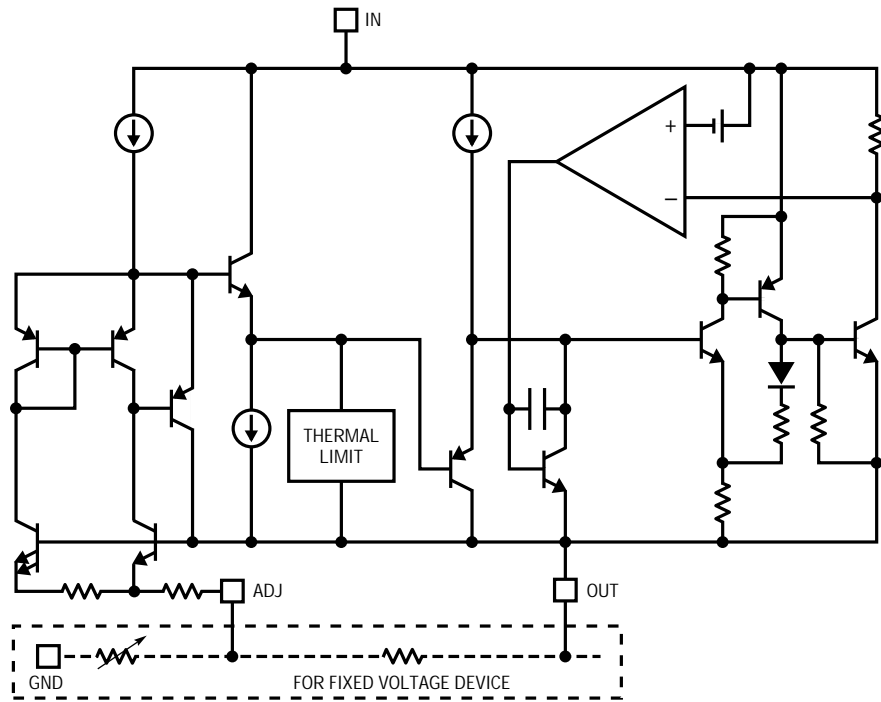 IN
+
−
THERMAL
LIMIT
ADJ
OUT
GND
FOR FIXED VOLTAGE DEVICE